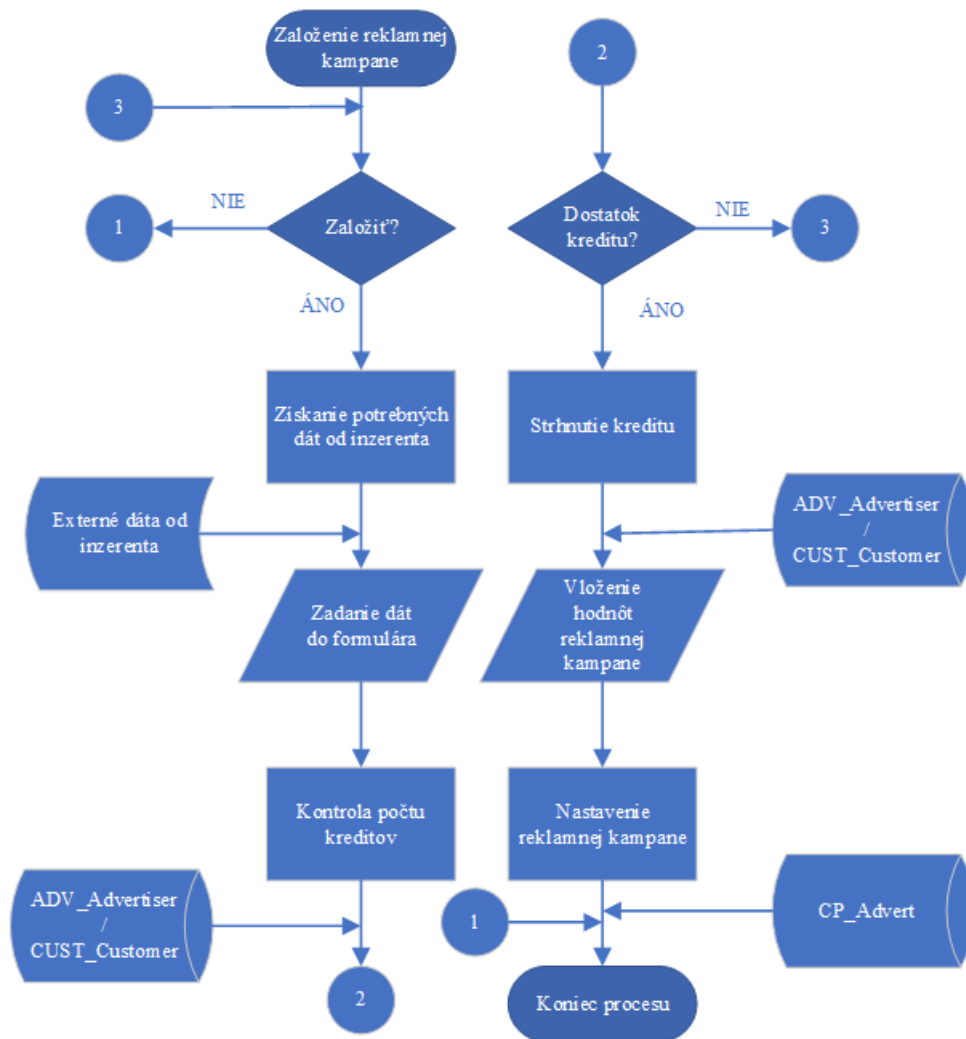 Založenie reklamnej
kampane
3
1
NIE
Založiť?
ÁNO
Získanie potrebných
dát od inzerenta
Externé dáta od
inzerenta
Zadanie dát
do formulára
Kontrola počtu
kreditov
ADV_Advertiser
/
CUST_Customer
2
2
Dostatok
kreditu?
NIE
3
ÁNO
Strhnutie kreditu
ADV_Advertiser
/
CUST_Customer
Vloženie
hodnôt
reklamnej
kampane
Nastavenie
reklamnej kampane
1
CP_Advert
Koniec procesu